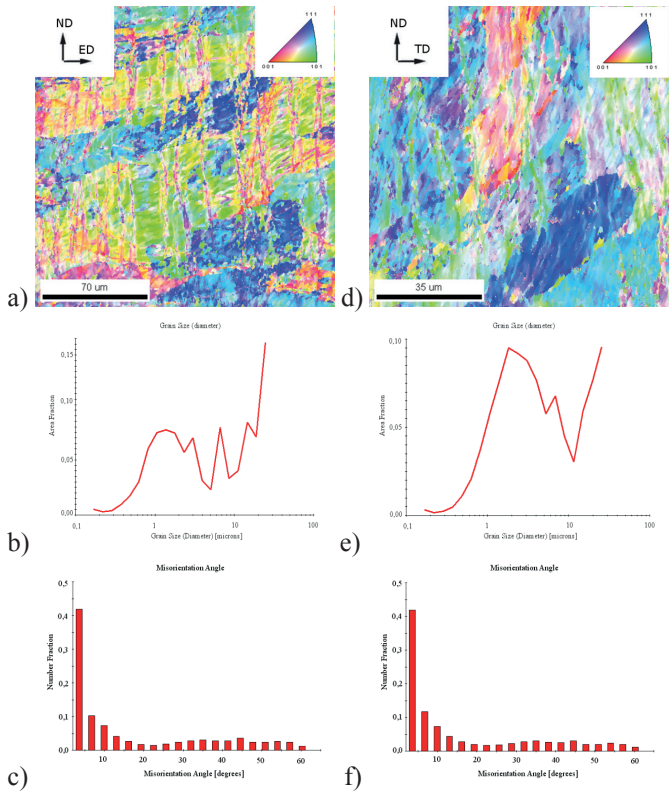 ND
ED
111
001
101
a)
70 um
ND
TD
111
001
101
d)
35 um
Grain Size (diameter)
Area Fraction
0,15
0,10
0,05
0,00
0,1
1
10
100
Grain Size (Diameter) [microns]
b)
Grain Size (diameter)
Area Fraction
0,10
0,05
0,00
0,1
1
10
100
Grain Size (Diameter) [microns]
e)
Misorientation Angle
Number Fraction
0,5
0,4
0,3
0,2
0,1
0,0
10
20
30
40
50
60
Misorientation Angle [degrees]
c)
Misorientation Angle
Number Fraction
0,5
0,4
0,3
0,2
0,1
0,0
10
20
30
40
50
60
Misorientation Angle [degrees]
f)